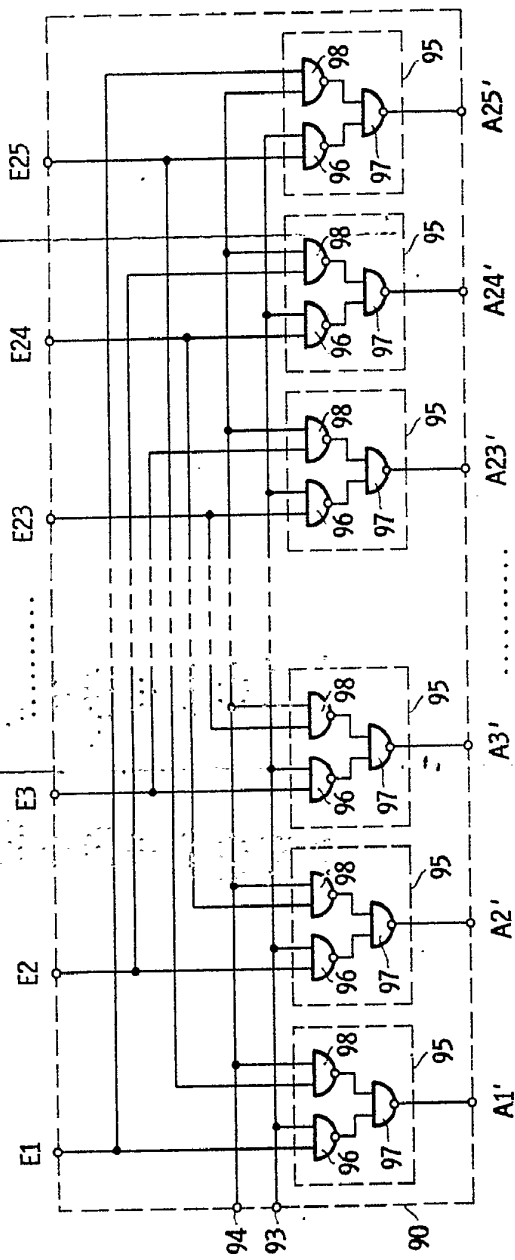 E1 E2 E3 ......... E23 E24 E25
94
93
98 98 98 98 98 98
96 96 96 96 96 96
97 97 97 97 97 97
95 95 95 95 95 95
90
A1' A2' A3' ......... A23' A24' A25'